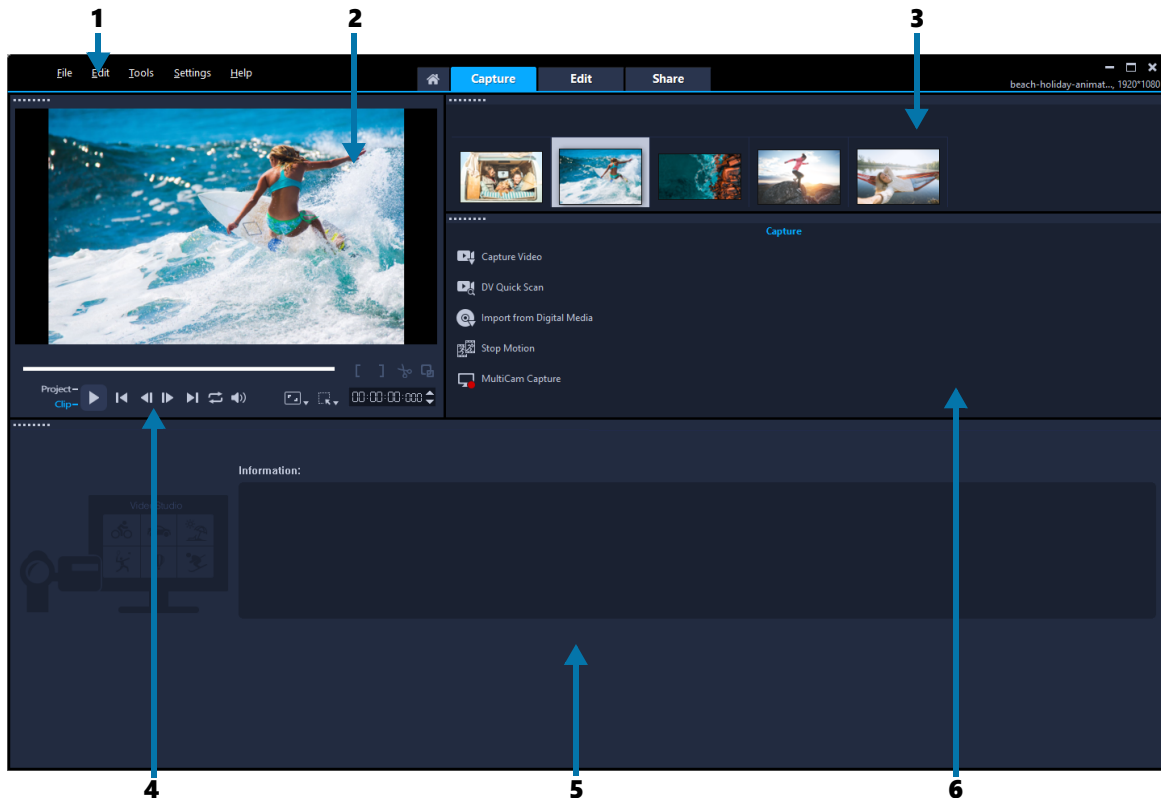 1 2 3
File Edit Tools Settings Help
Capture Edit Share
beach-holiday-animat..., 1920*1080
Capture
Capture Video
DV Quick Scan
Import from Digital Media
Stop Motion
MultiCam Capture
Project
Clip
00:00:00:000
Information:
VideoStudio
4 5 6